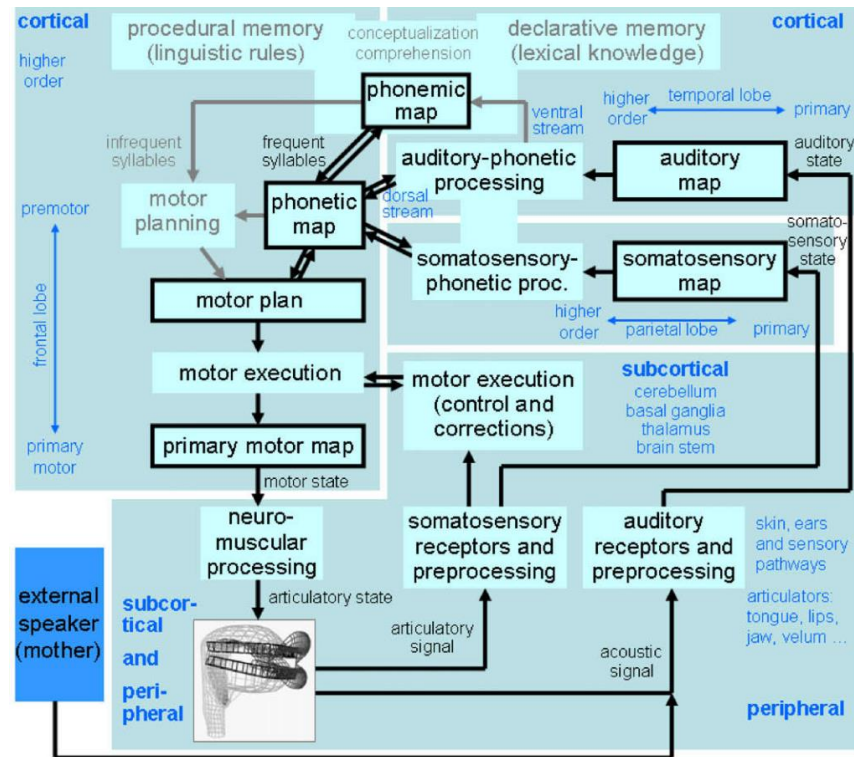 cortical
procedural memory
(linguistic rules)
conceptualization
comprehension
declarative memory
(lexical knowledge)
cortical
higher
order
phonemic
map
ventral
stream
higher
order
temporal lobe
primary
infrequent
syllables
frequent
syllables
auditory-phonetic
processing
auditory
map
auditory
state
motor
planning
phonetic
map
dorsal
stream
premotor
somato-
sensory
state
somatosensory-
phonetic proc.
somatosensory
map
motor plan
higher
order
parietal lobe
primary
frontal lobe
motor execution
motor execution
(control and
corrections)
subcortical
cerebellum
basal ganglia
thalamus
brain stem
primary
motor
primary motor map
motor state
neuro-
muscular
processing
somatosensory
receptors and
preprocessing
auditory
receptors and
preprocessing
skin, ears
and sensory
pathways
external
speaker
(mother)
subcor-
tical
and
peri-
pheral
articulatory state
articulatory
signal
acoustic
signal
articulators:
tongue, lips,
jaw, velum ...
peripheral